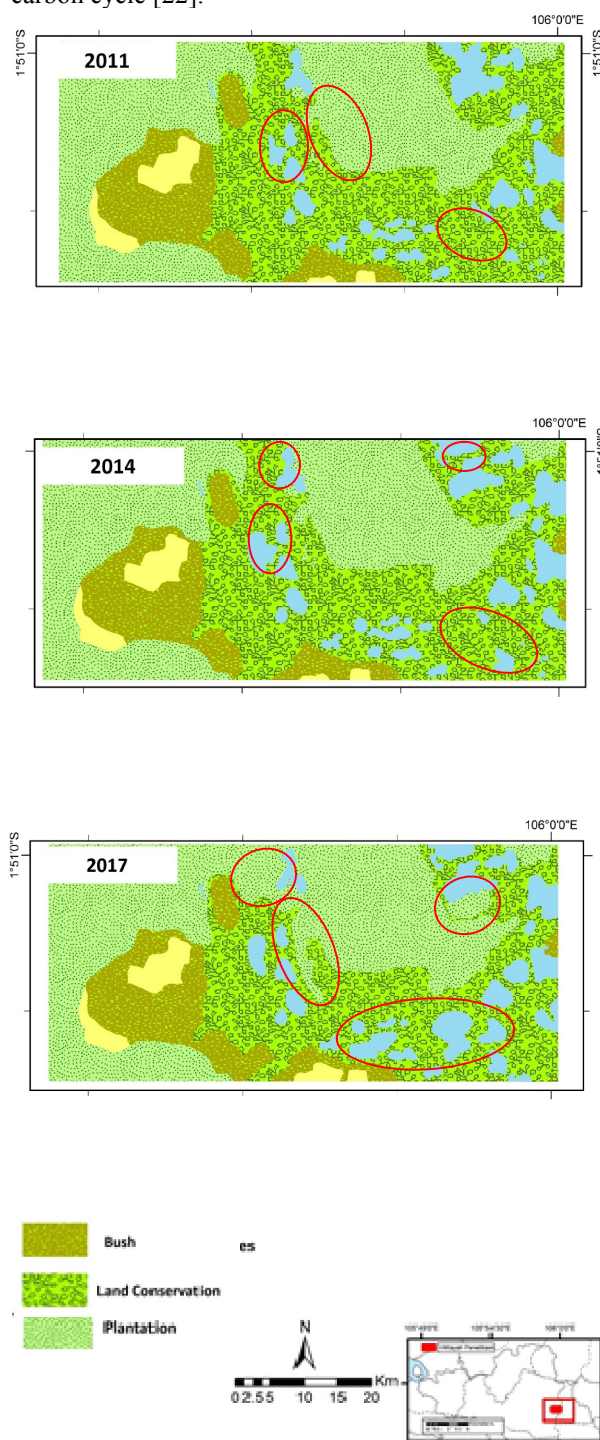 carbon cycle [22].
106°0'0"E
1°51'0"S
1°51'0"S
2011
106°0'0"E
2014
106°0'0"E
1°51'0"S
2017
Bush
es
Land Conservation
Plantation
N
Km
0 2.5 5 10 15 20